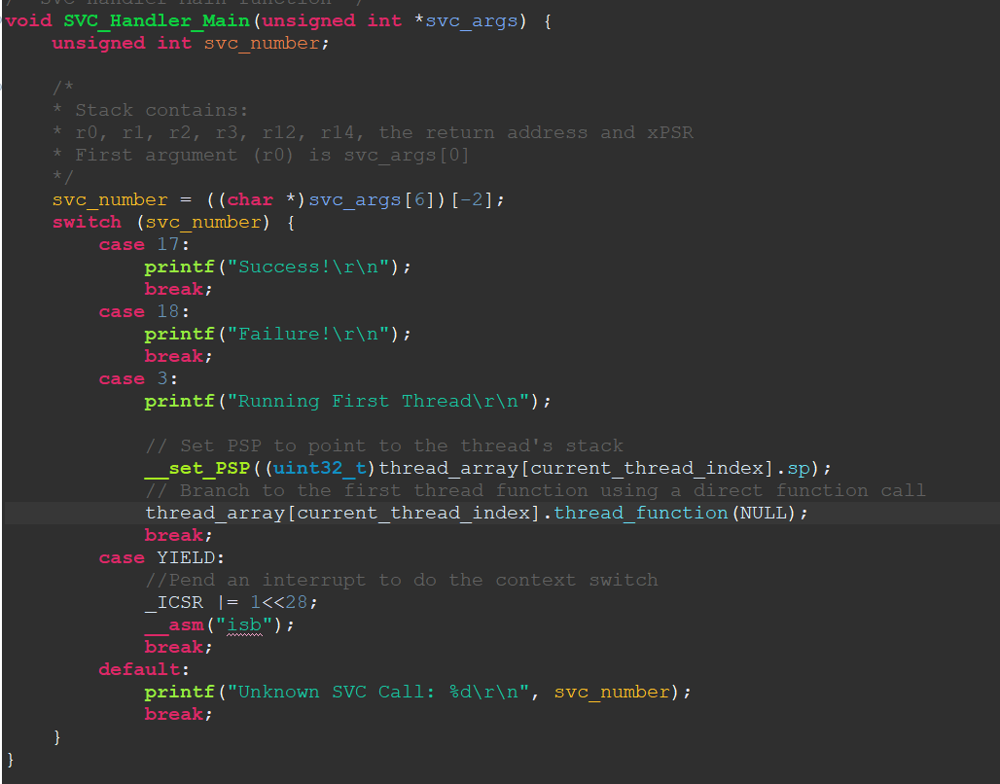 /* SVC Handler Main function */
void SVC_Handler_Main(unsigned int *svc_args) {
    unsigned int svc_number;

    /*
    * Stack contains:
    * r0, r1, r2, r3, r12, r14, the return address and xPSR
    * First argument (r0) is svc_args[0]
    */
    svc_number = ((char *)svc_args[6])[-2];
    switch (svc_number) {
        case 17:
            printf("Success!\r\n");
            break;
        case 18:
            printf("Failure!\r\n");
            break;
        case 3:
            printf("Running First Thread\r\n");

            // Set PSP to point to the thread's stack
            __set_PSP((uint32_t)thread_array[current_thread_index].sp);
            // Branch to the first thread function using a direct function call
            thread_array[current_thread_index].thread_function(NULL);
            break;
        case YIELD:
            //Pend an interrupt to do the context switch
            _ICSR |= 1<<28;
            __asm("isb");
            break;
        default:
            printf("Unknown SVC Call: %d\r\n", svc_number);
            break;
    }
}